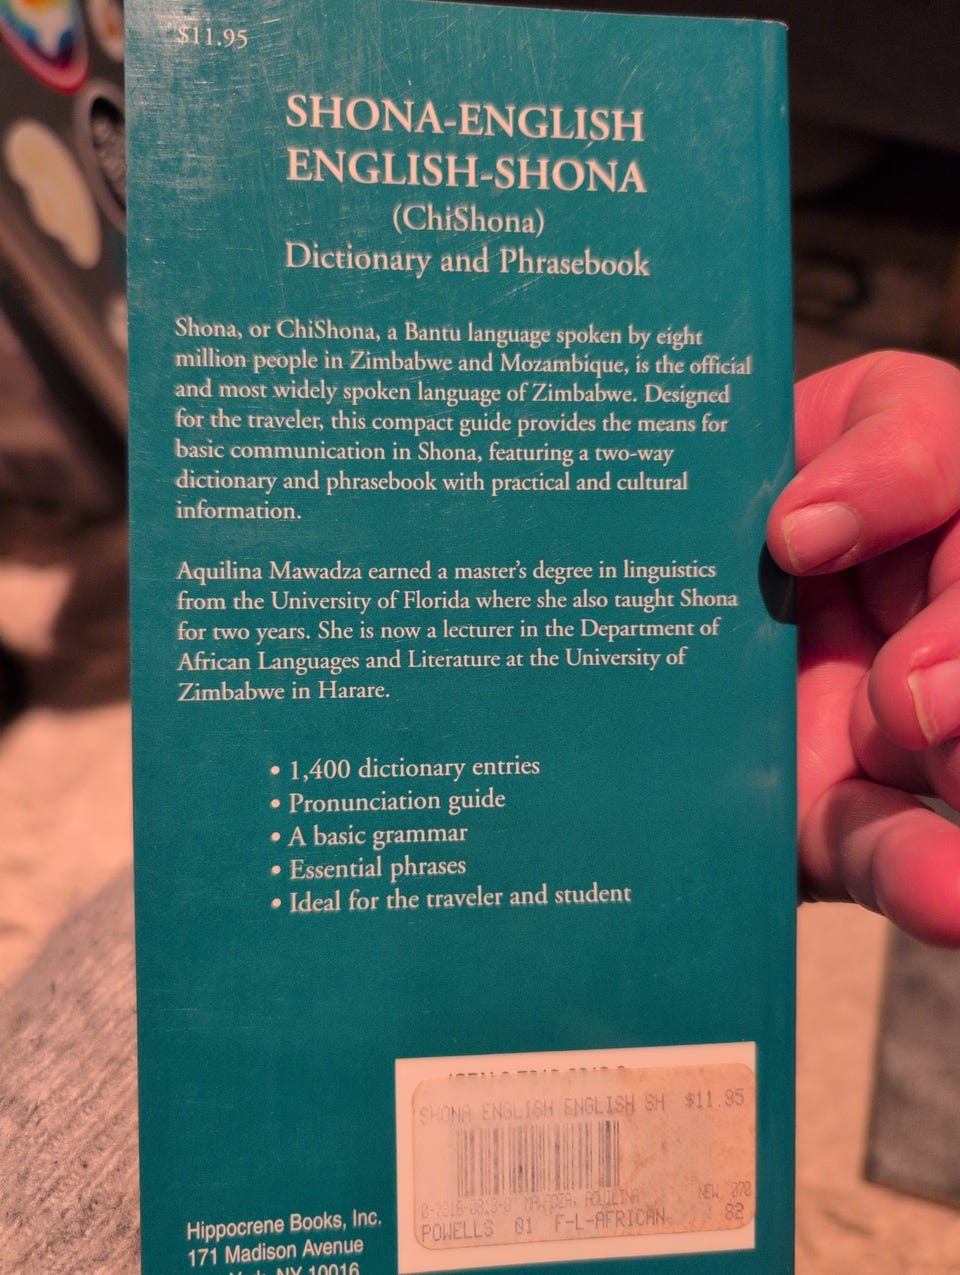 $11.95
SHONA-ENGLISH
ENGLISH-SHONA
(ChiShona)
Dictionary and Phrasebook
Shona, or ChiShona, a Bantu language spoken by eight
million people in Zimbabwe and Mozambique, is the official
and most widely spoken language of Zimbabwe. Designed
for the traveler, this compact guide provides the means for
basic communication in Shona, featuring a two-way
dictionary and phrasebook with practical and cultural
information.
Aquilina Mawadza earned a master's degree in linguistics
from the University of Florida where she also taught Shona
for two years. She is now a lecturer in the Department of
African Languages and Literature at the University of
Zimbabwe in Harare.
• 1,400 dictionary entries
• Pronunciation guide
• A basic grammar
• Essential phrases
• Ideal for the traveler and student
SHONA ENGLISH ENGLISH SH $11.95
MAWADZA, AQUILINA NEW
POWELLS 01 F-L-AFRICAN 82
Hippocrene Books, Inc.
171 Madison Avenue
York, NY 10016